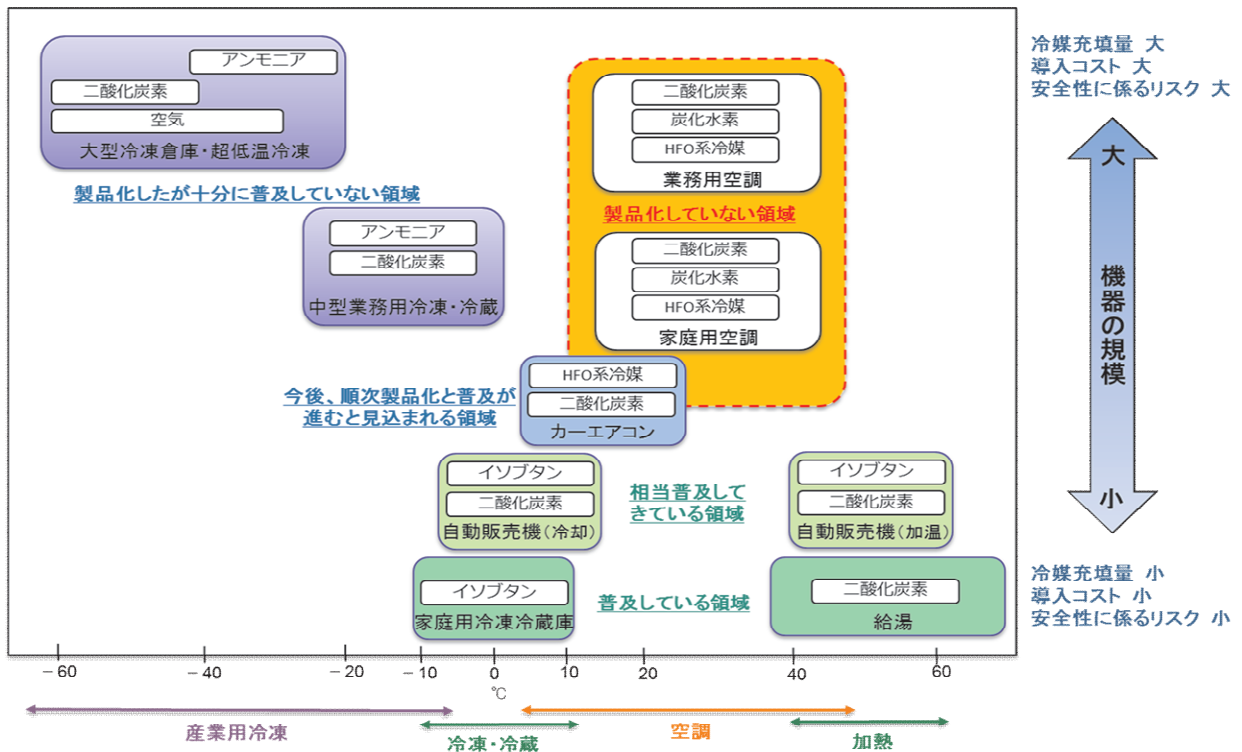 冷媒充填量 大
導入コスト 大
安全性に係るリスク 大
アンモニア
二酸化炭素
空気
大型冷凍倉庫・超低温冷凍
製品化したが十分に普及していない領域
アンモニア
二酸化炭素
中型業務用冷凍・冷蔵
二酸化炭素
炭化水素
HFO系冷媒
業務用空調
製品化していない領域
二酸化炭素
炭化水素
HFO系冷媒
家庭用空調
今後、順次製品化と普及が
進むと見込まれる領域
HFO系冷媒
二酸化炭素
カーエアコン
イソブタン
二酸化炭素
自動販売機(冷却)
相当普及して
きている領域
イソブタン
二酸化炭素
自動販売機(加温)
イソブタン
家庭用冷凍冷蔵庫
普及している領域
二酸化炭素
給湯
大
機器の規模
小
冷媒充填量 小
導入コスト 小
安全性に係るリスク 小
-60 -40 -20 -10 0 10 20 40 60
℃
産業用冷凍
冷凍・冷蔵
空調
加熱